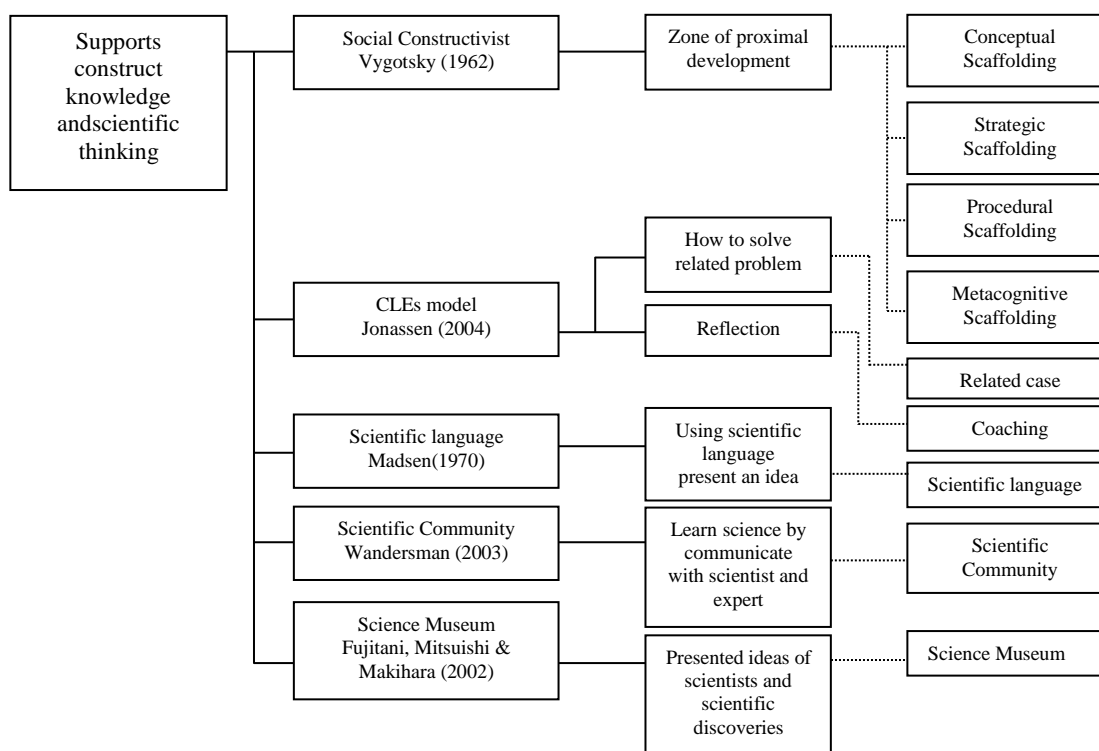 Supports
construct
knowledge
andscientific
thinking
Social Constructivist
Vygotsky (1962)
Zone of proximal
development
Conceptual
Scaffolding
Strategic
Scaffolding
Procedural
Scaffolding
Metacognitive
Scaffolding
CLEs model
Jonassen (2004)
How to solve
related problem
Reflection
Related case
Coaching
Scientific language
Madsen(1970)
Using scientific
language
present an idea
Scientific language
Scientific Community
Wandersman (2003)
Learn science by
communicate
with scientist and
expert
Scientific
Community
Science Museum
Fujitani, Mitsuishi &
Makihara (2002)
Presented ideas of
scientists and
scientific
discoveries
Science Museum